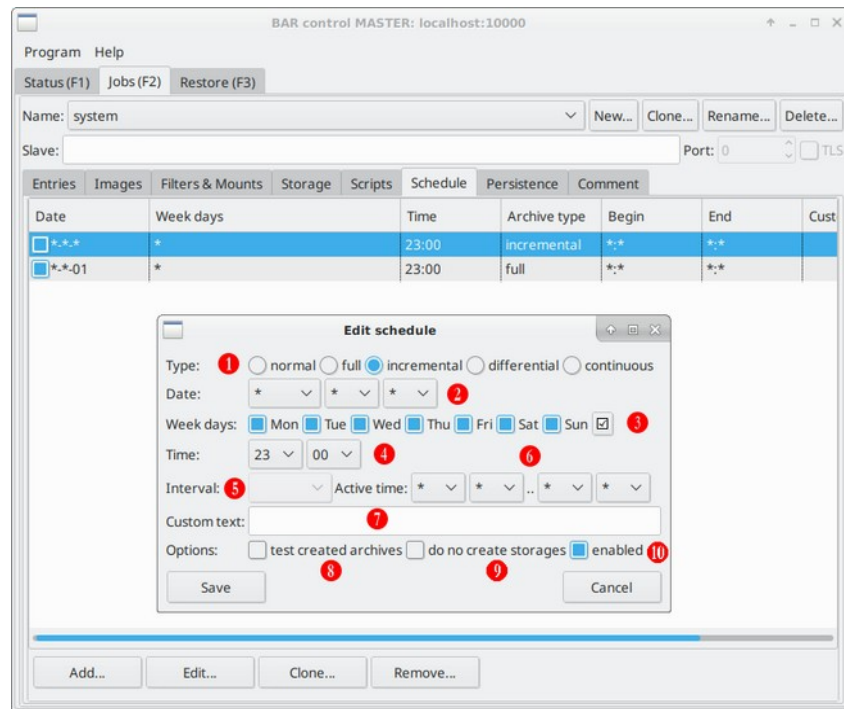 BAR control MASTER: localhost:10000
Program Help
Status (F1) Jobs (F2) Restore (F3)
Name: system New... Clone... Rename... Delete...
Slave: Port: 0 TLS
Entries Images Filters & Mounts Storage Scripts Schedule Persistence Comment
Date Week days Time Archive type Begin End Cust
*-*-* * 23:00 incremental *:* *:*
*-*-01 * 23:00 full *:* *:*
Edit schedule
Type: 1 normal full incremental differential continuous
Date: * * * 2
Week days: Mon Tue Wed Thu Fri Sat Sun 3
Time: 23 00 4 6
Interval: 5 Active time: * * .. * *
Custom text: 7
Options: test created archives do no create storages enabled 10
8 9
Save Cancel
Add... Edit... Clone... Remove...